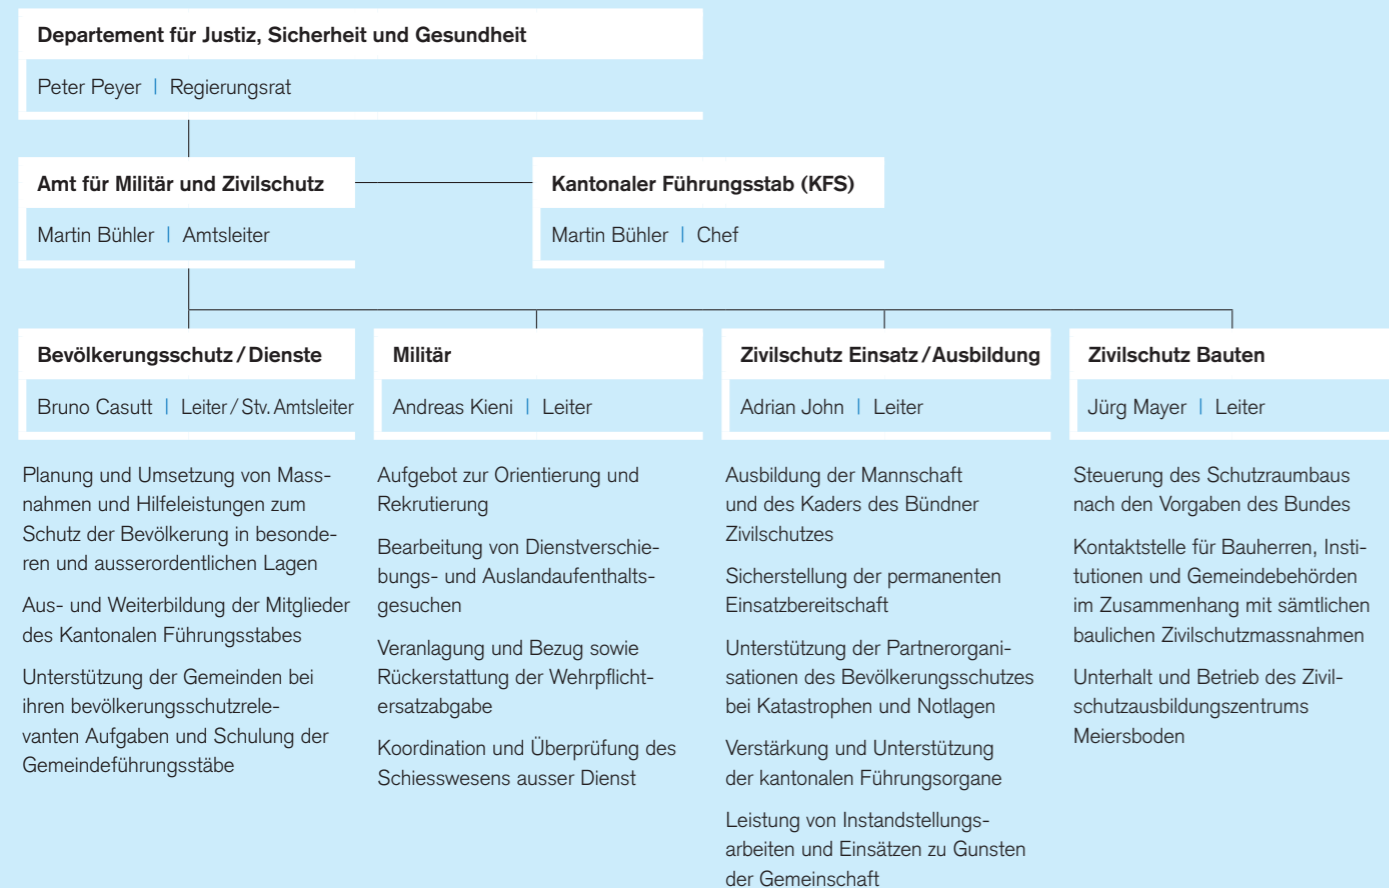 Departement für Justiz, Sicherheit und Gesundheit
Peter Peyer | Regierungsrat
Amt für Militär und Zivilschutz
Martin Bühler | Amtsleiter
Kantonaler Führungsstab (KFS)
Martin Bühler | Chef
Bevölkerungsschutz / Dienste
Bruno Casutt | Leiter / Stv. Amtsleiter
Planung und Umsetzung von Mass-
nahmen und Hilfeleistungen zum
Schutz der Bevölkerung in besonde-
ren und ausserordentlichen Lagen
Aus- und Weiterbildung der Mitglieder
des Kantonalen Führungsstabes
Unterstützung der Gemeinden bei
ihren bevölkerungsschutzrele-
vanten Aufgaben und Schulung der
Gemeindeführungsstäbe
Militär
Andreas Kieni | Leiter
Aufgebot zur Orientierung und
Rekrutierung
Bearbeitung von Dienstverschie-
bungs- und Auslandaufenthalts-
gesuchen
Veranlagung und Bezug sowie
Rückerstattung der Wehrpflicht-
ersatzabgabe
Koordination und Überprüfung des
Schiesswesens ausser Dienst
Zivilschutz Einsatz / Ausbildung
Adrian John | Leiter
Ausbildung der Mannschaft
und des Kaders des Bündner
Zivilschutzes
Sicherstellung der permanenten
Einsatzbereitschaft
Unterstützung der Partnerorgani-
sationen des Bevölkerungsschutzes
bei Katastrophen und Notlagen
Verstärkung und Unterstützung
der kantonalen Führungsorgane
Leistung von Instandstellungs-
arbeiten und Einsätzen zu Gunsten
der Gemeinschaft
Zivilschutz Bauten
Jürg Mayer | Leiter
Steuerung des Schutzraumbaus
nach den Vorgaben des Bundes
Kontaktstelle für Bauherren, Insti-
tutionen und Gemeindebehörden
im Zusammenhang mit sämtlichen
baulichen Zivilschutzmassnahmen
Unterhalt und Betrieb des Zivil-
schutzausbildungszentrums
Meiersboden